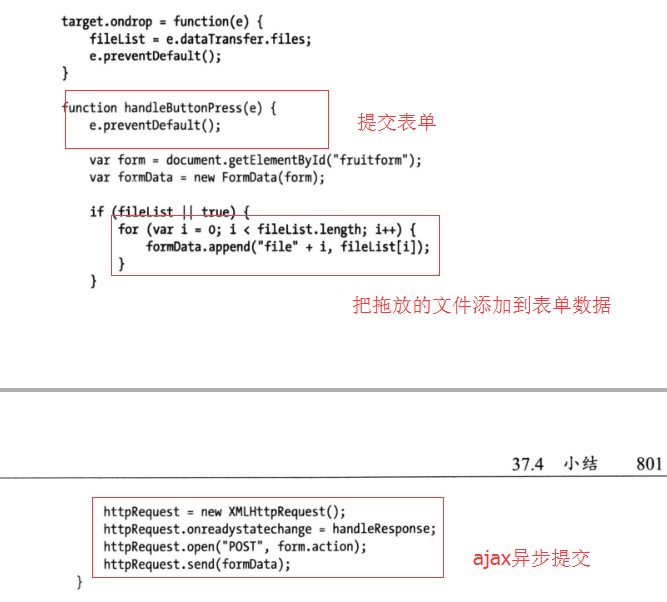 target.ondrop = function(e) {
fileList = e.dataTransfer.files;
e.preventDefault();
}
function handleButtonPress(e) {
e.preventDefault();
提交表单
var form = document.getElementById("fruitform");
var formData = new FormData(form);
if (fileList || true) {
for (var i = 0; i < fileList.length; i++) {
formData.append("file" + i, fileList[i]);
}
}
把拖放的文件添加到表单数据
37.4 小结 801
httpRequest = new XMLHttpRequest();
httpRequest.onreadystatechange = handleResponse;
httpRequest.open("POST", form.action);
httpRequest.send(formData);
ajax异步提交
}